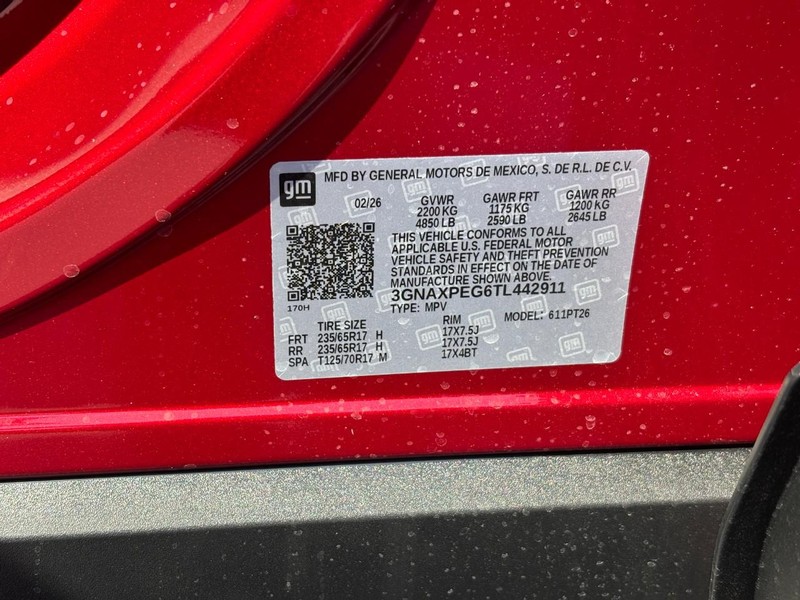 MFD BY GENERAL MOTORS DE MEXICO, S. DE R.L. DE C.V.
gm
02/26 GVWR GAWR FRT GAWR RR
2200 KG 1175 KG 1200 KG
4850 LB 2590 LB 2645 LB
THIS VEHICLE CONFORMS TO ALL
APPLICABLE U.S. FEDERAL MOTOR
VEHICLE SAFETY AND THEFT PREVENTION
STANDARDS IN EFFECT ON THE DATE OF
MANUFACTURE SHOWN ABOVE.
3GNAXPEG6TL442911
170H
TYPE: MPV MODEL: 611PT26
TIRE SIZE RIM
FRT 235/65R17 H 17X7.5J
RR 235/65R17 H 17X7.5J
SPA T125/70R17 M 17X4BT